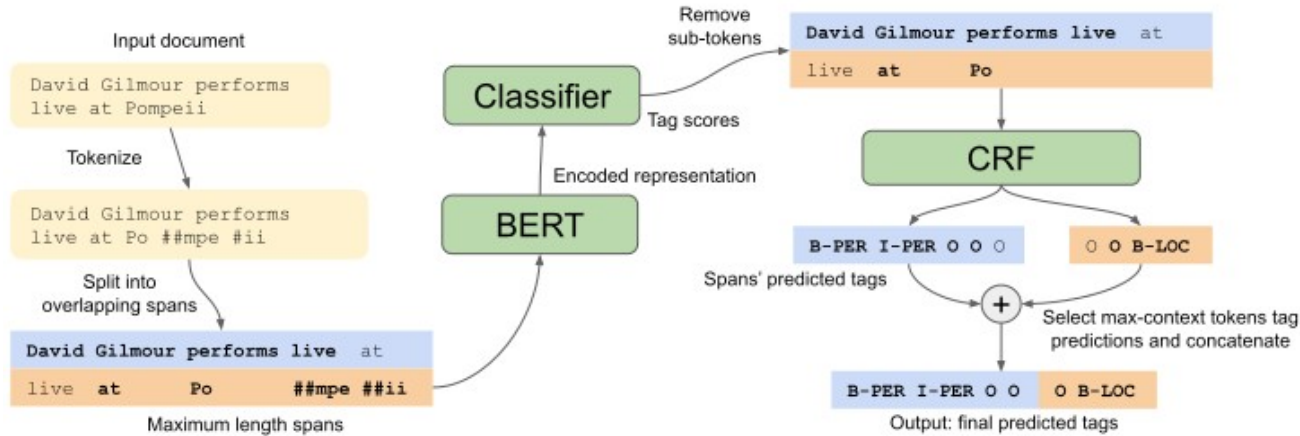 Input document
David Gilmour performs
live at Pompeii
Tokenize
David Gilmour performs
live at Po ##mpe #ii
Split into
overlapping spans
David Gilmour performs live at
live at Po ##mpe ##ii
Maximum length spans
BERT
Encoded representation
Classifier
Tag scores
Remove
sub-tokens
David Gilmour performs live at
live at Po
CRF
B-PER I-PER O O O
O O B-LOC
Spans' predicted tags
+
Select max-context tokens tag
predictions and concatenate
B-PER I-PER O O O B-LOC
Output: final predicted tags